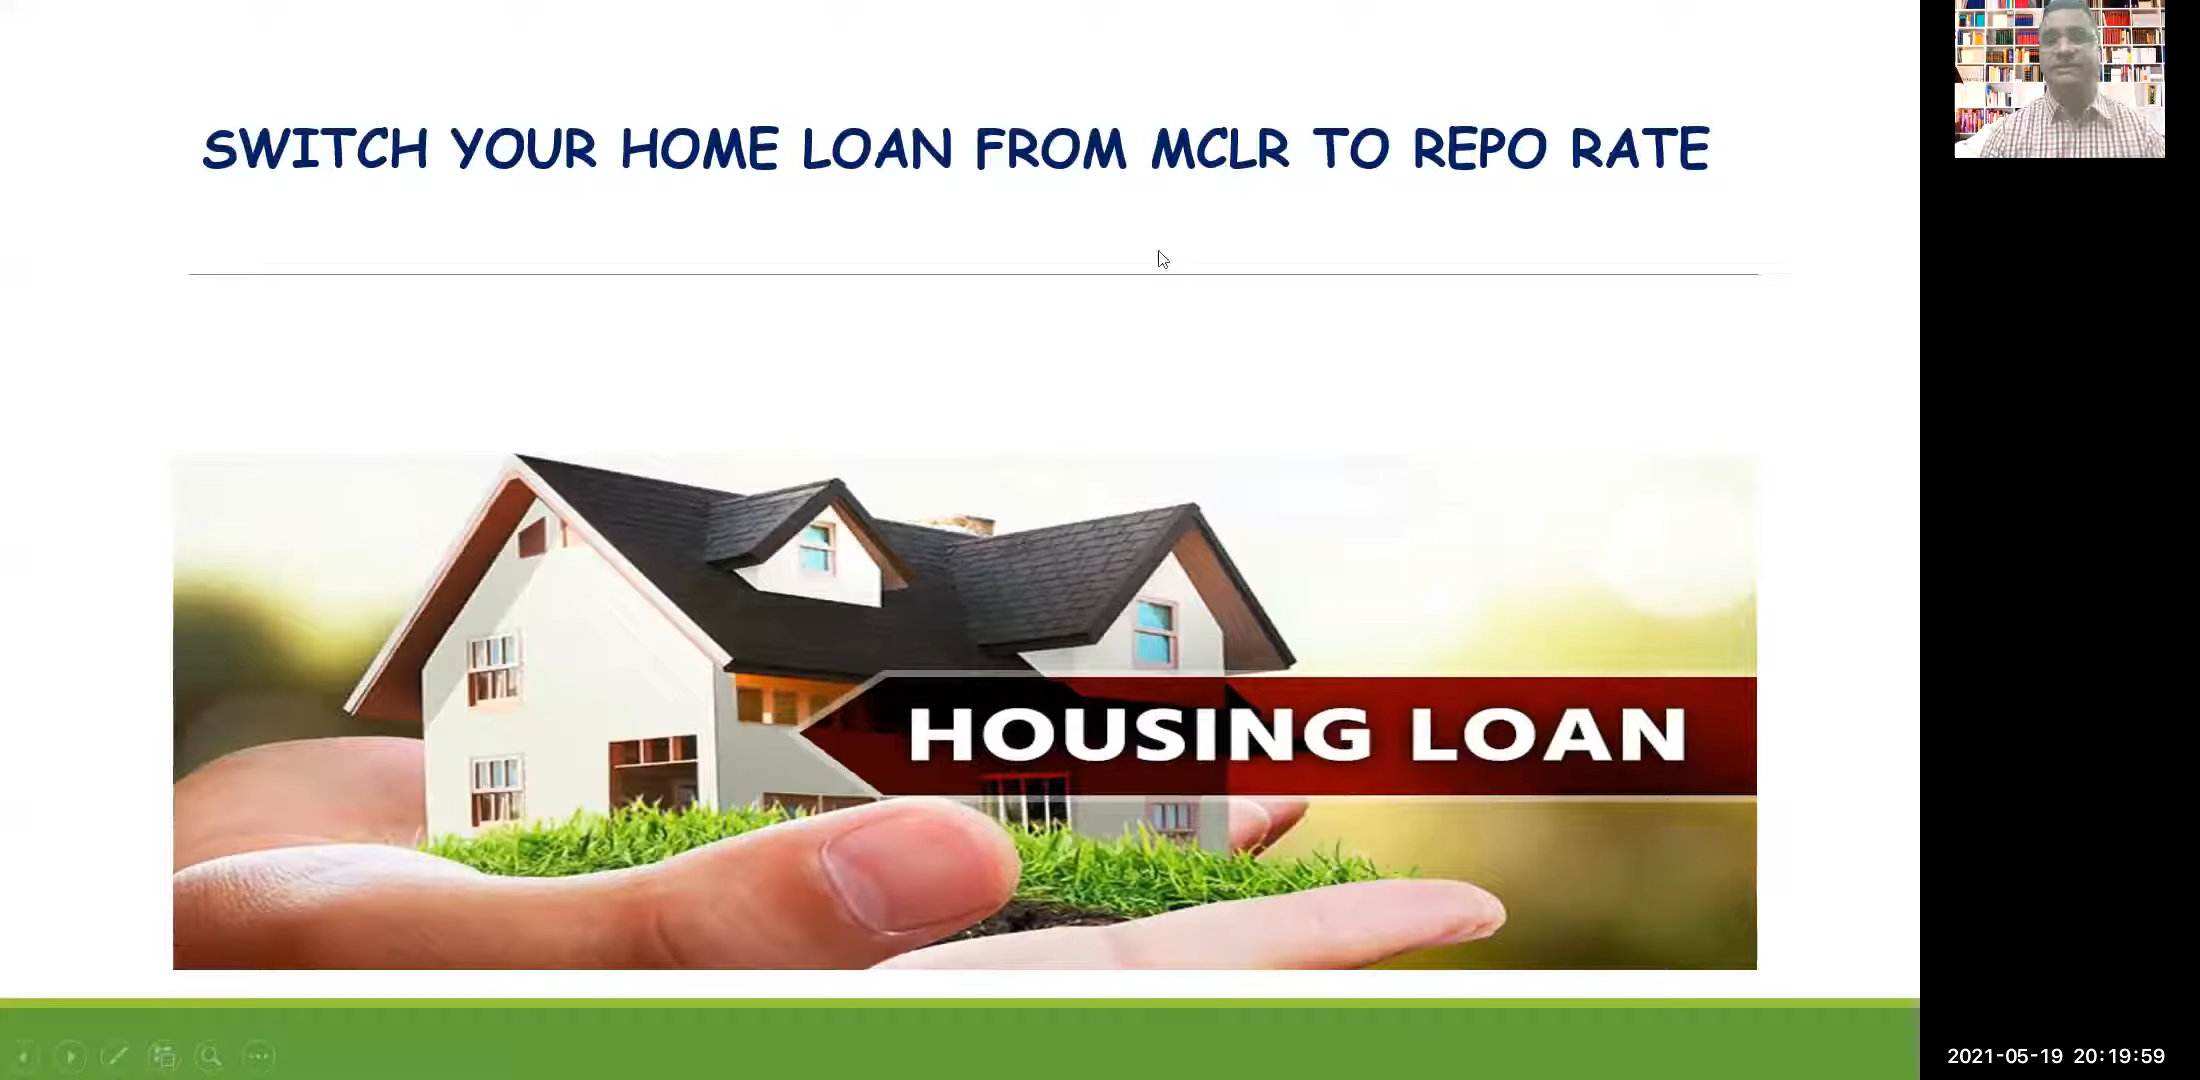 SWITCH YOUR HOME LOAN FROM MCLR TO REPO RATE
HOUSING LOAN
2021-05-19 20:19:59